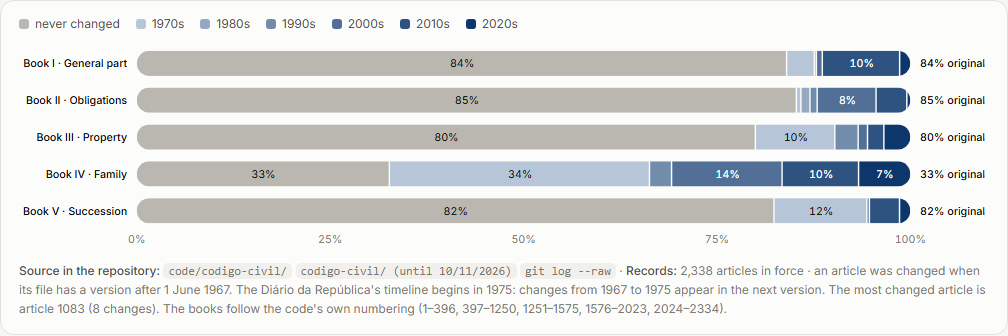 never changed 1970s 1980s 1990s 2000s 2010s 2020s
Book I · General part 84% 10% 84% original
Book II · Obligations 85% 8% 85% original
Book III · Property 80% 10% 80% original
Book IV · Family 33% 34% 14% 10% 7% 33% original
Book V · Succession 82% 12% 82% original
0% 25% 50% 75% 100%
Source in the repository: code/codigo-civil/ codigo-civil/ (until 10/11/2026) git log --raw · Records: 2,338 articles in force · an article was changed when
its file has a version after 1 June 1967. The Diário da República's timeline begins in 1975: changes from 1967 to 1975 appear in the next version. The most changed article is
article 1083 (8 changes). The books follow the code's own numbering (1–396, 397–1250, 1251–1575, 1576–2023, 2024–2334).